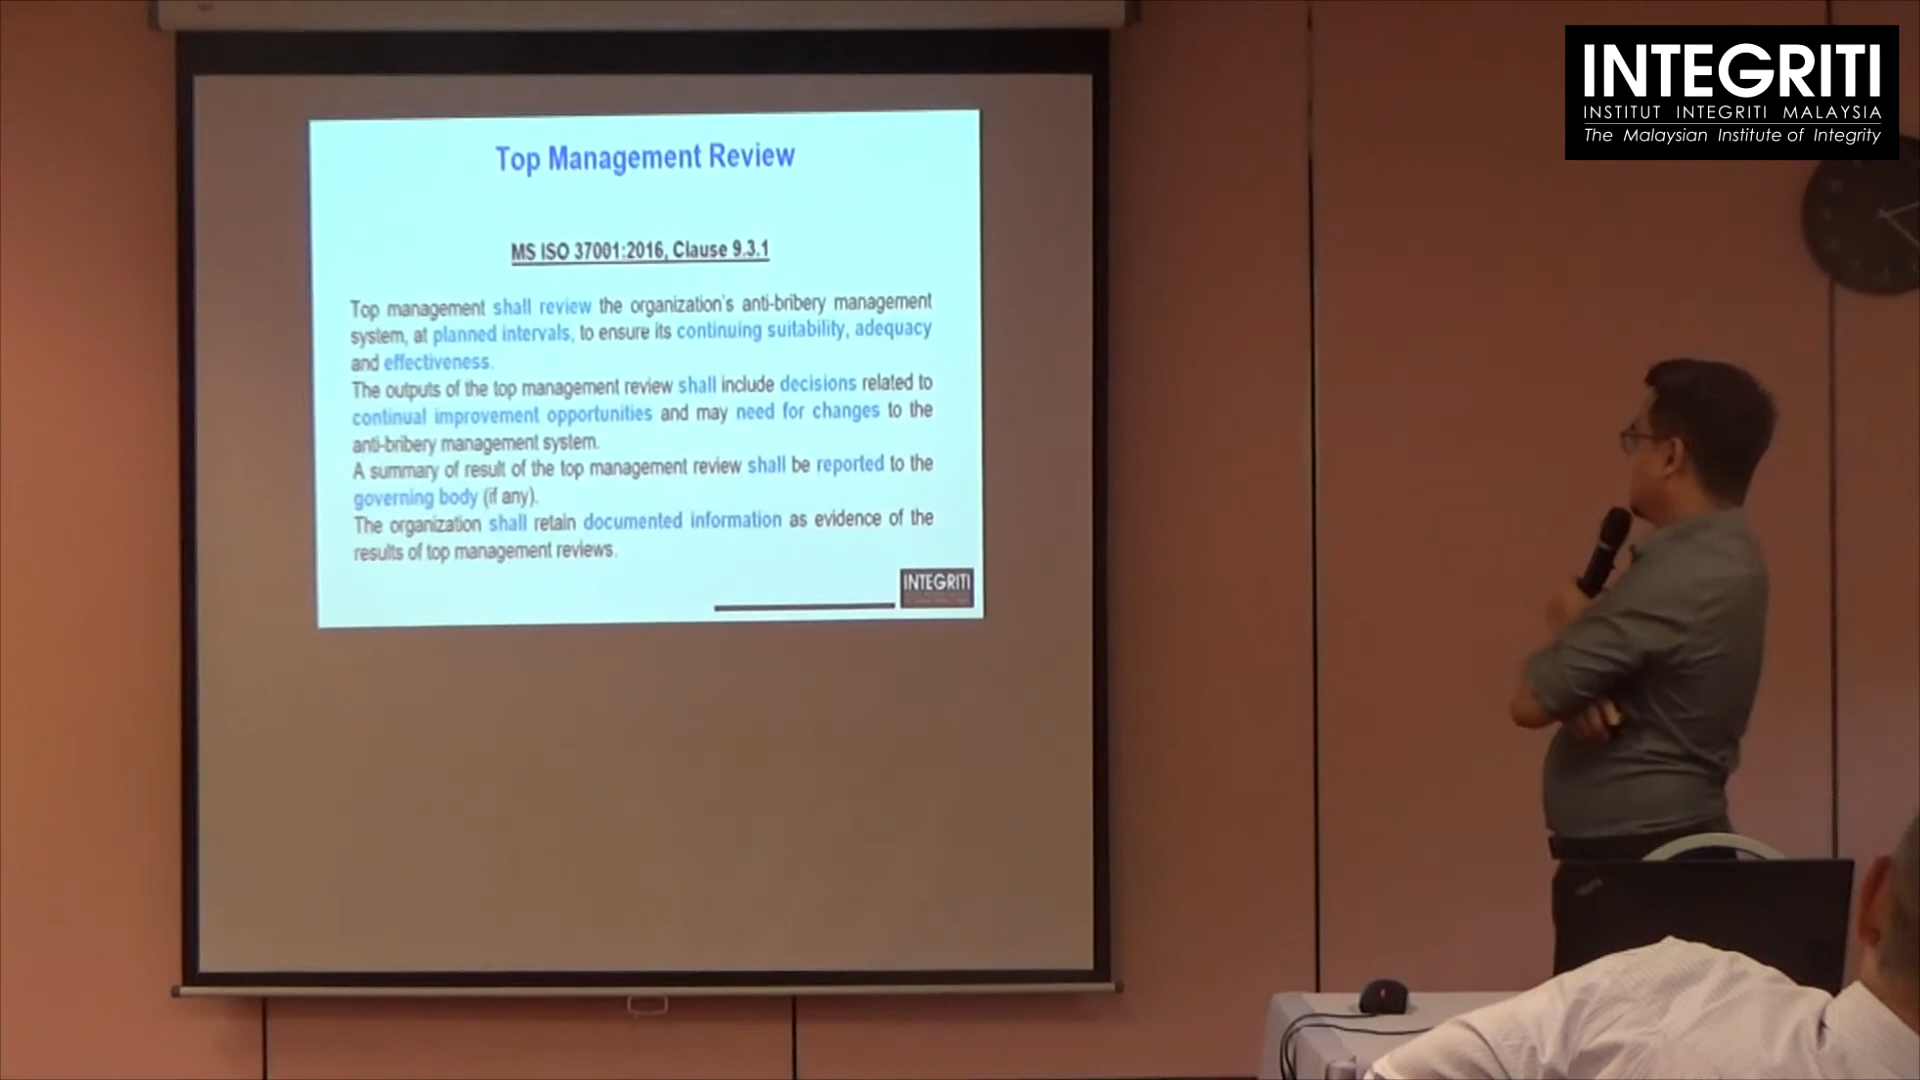 INTEGRITI
INSTITUT INTEGRITI MALAYSIA
The Malaysian Institute of Integrity
Top Management Review
MS ISO 37001:2016, Clause 9.3.1
Top management shall review the organization's anti-bribery management
system, at planned intervals, to ensure its continuing suitability, adequacy
and effectiveness.
The outputs of the top management review shall include decisions related to
continual improvement opportunities and may need for changes to the
anti-bribery management system.
A summary of result of the top management review shall be reported to the
governing body (if any).
The organization shall retain documented information as evidence of the
results of top management reviews.
INTEGRITI